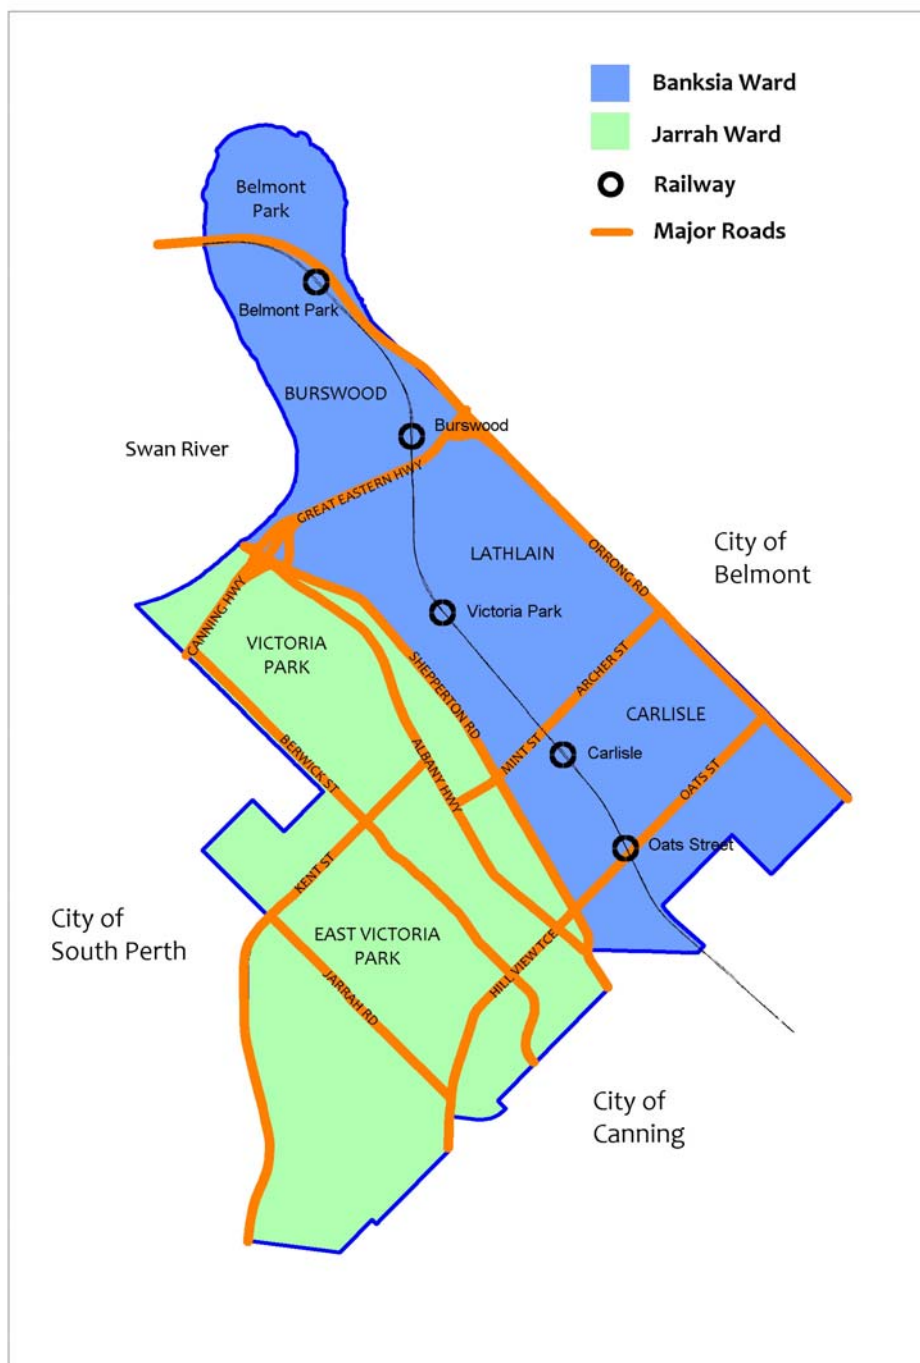 Banksia Ward
Jarrah Ward
Railway
Major Roads
Belmont
Park
Belmont Park
BURSWOOD
Burswood
Swan River
GREAT EASTERN HWY
LATHLAIN
ORRONG RD
City of
Belmont
CANNING HWY
VICTORIA
PARK
Victoria Park
SHEPPERTON RD
ARCHER ST
CARLISLE
MINT ST
Carlisle
OATS ST
BERWICK ST
ALBANY HWY
Oats Street
KENT ST
City of
South Perth
EAST VICTORIA
PARK
HILL VIEW TCE
JARRAH RD
City of
Canning